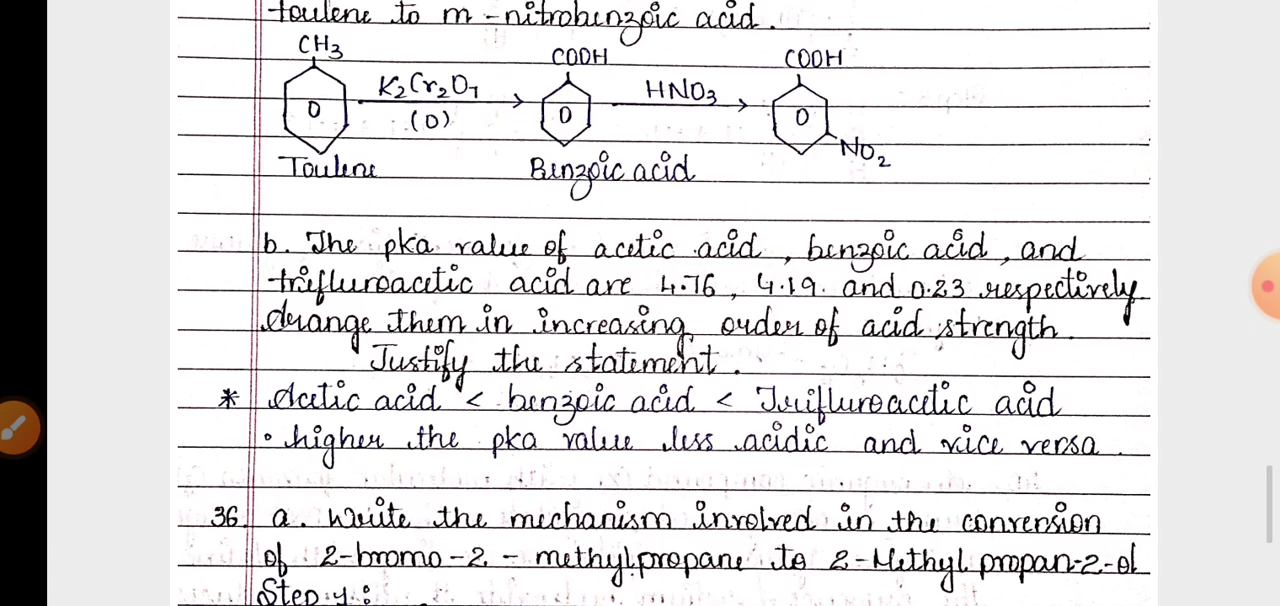 toulene to m-nitrobenzoic acid.
CH3 COOH COOH
K2Cr2O7 HNO3
(O)
O O O
NO2
Toulene Benzoic acid
b. The pka value of acetic acid, benzoic acid, and
trifluroacetic acid are 4.76, 4.19. and 0.23 respectively
Arange them in increasing order of acid strength.
Justify the statement.
* Acetic acid < benzoic acid < Trifluroacetic acid
• higher the pka value less acidic and vice versa.
36. a. Write the mechanism involved in the conversion
of 2-bromo-2-methylpropane to 2-Methyl propan-2-ol
Step 1: